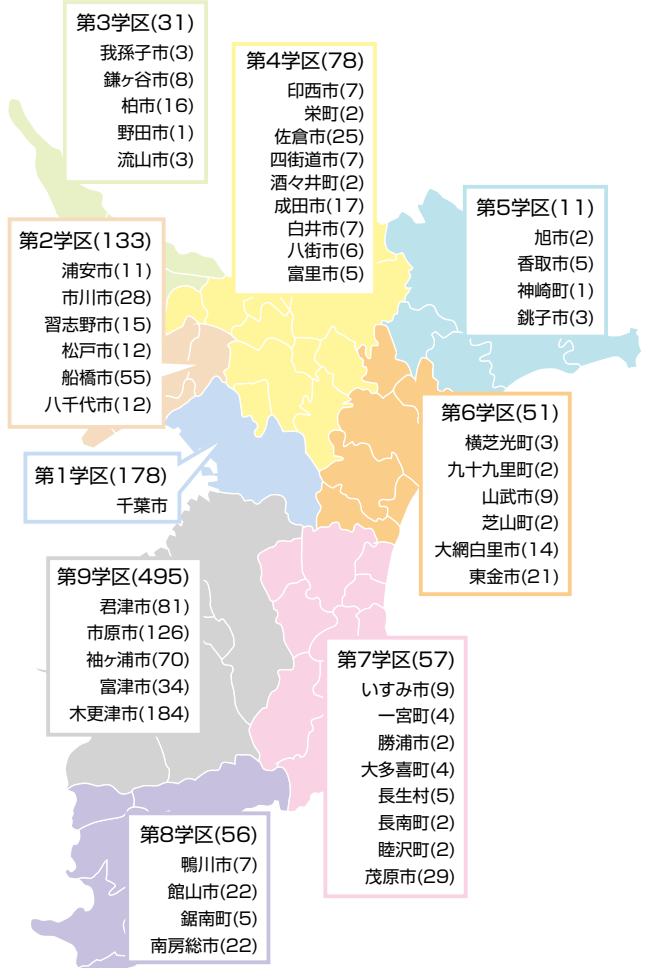 第3学区(31)
我孫子市(3)
鎌ヶ谷市(8)
柏市(16)
野田市(1)
流山市(3)
第4学区(78)
印西市(7)
栄町(2)
佐倉市(25)
四街道市(7)
酒々井町(2)
成田市(17)
白井市(7)
八街市(6)
富里市(5)
第5学区(11)
旭市(2)
香取市(5)
神崎町(1)
銚子市(3)
第2学区(133)
浦安市(11)
市川市(28)
習志野市(15)
松戸市(12)
船橋市(55)
八千代市(12)
第6学区(51)
横芝光町(3)
九十九里町(2)
山武市(9)
芝山町(2)
大網白里市(14)
東金市(21)
第1学区(178)
千葉市
第9学区(495)
君津市(81)
市原市(126)
袖ヶ浦市(70)
富津市(34)
木更津市(184)
第7学区(57)
いすみ市(9)
一宮町(4)
勝浦市(2)
大多喜町(4)
長生村(5)
長南町(2)
睦沢町(2)
茂原市(29)
第8学区(56)
鴨川市(7)
館山市(22)
鋸南町(5)
南房総市(22)